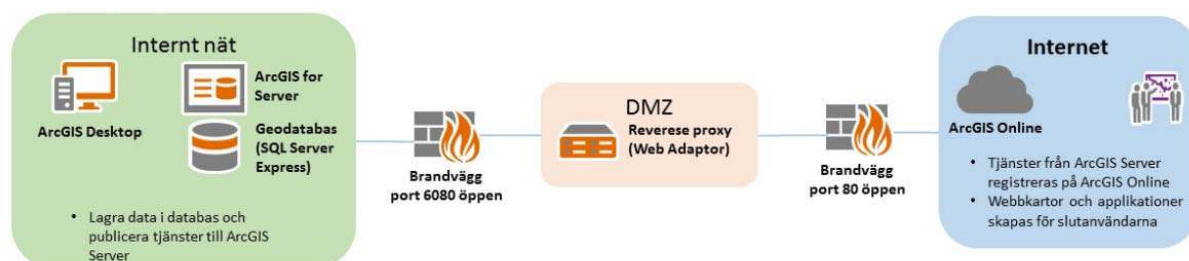 Internt nät
ArcGIS Desktop
ArcGIS for
Server
Geodatabas
(SQL Server
Express)
• Lagra data i databas och
publicera tjänster till ArcGIS
Server
Brandvägg
port 6080 öppen
DMZ
Reverese proxy
(Web Adaptor)
Brandvägg
port 80 öppen
Internet
ArcGIS Online
• Tjänster från ArcGIS Server
registreras på ArcGIS Online
• Webbkartor och applikationer
skapas för slutanvändarna